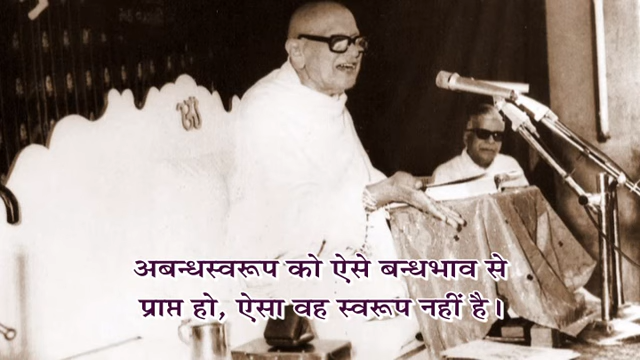 अबन्धस्वरूप को ऐसे बन्धभाव से
प्राप्त हो, ऐसा वह स्वरूप नहीं है।